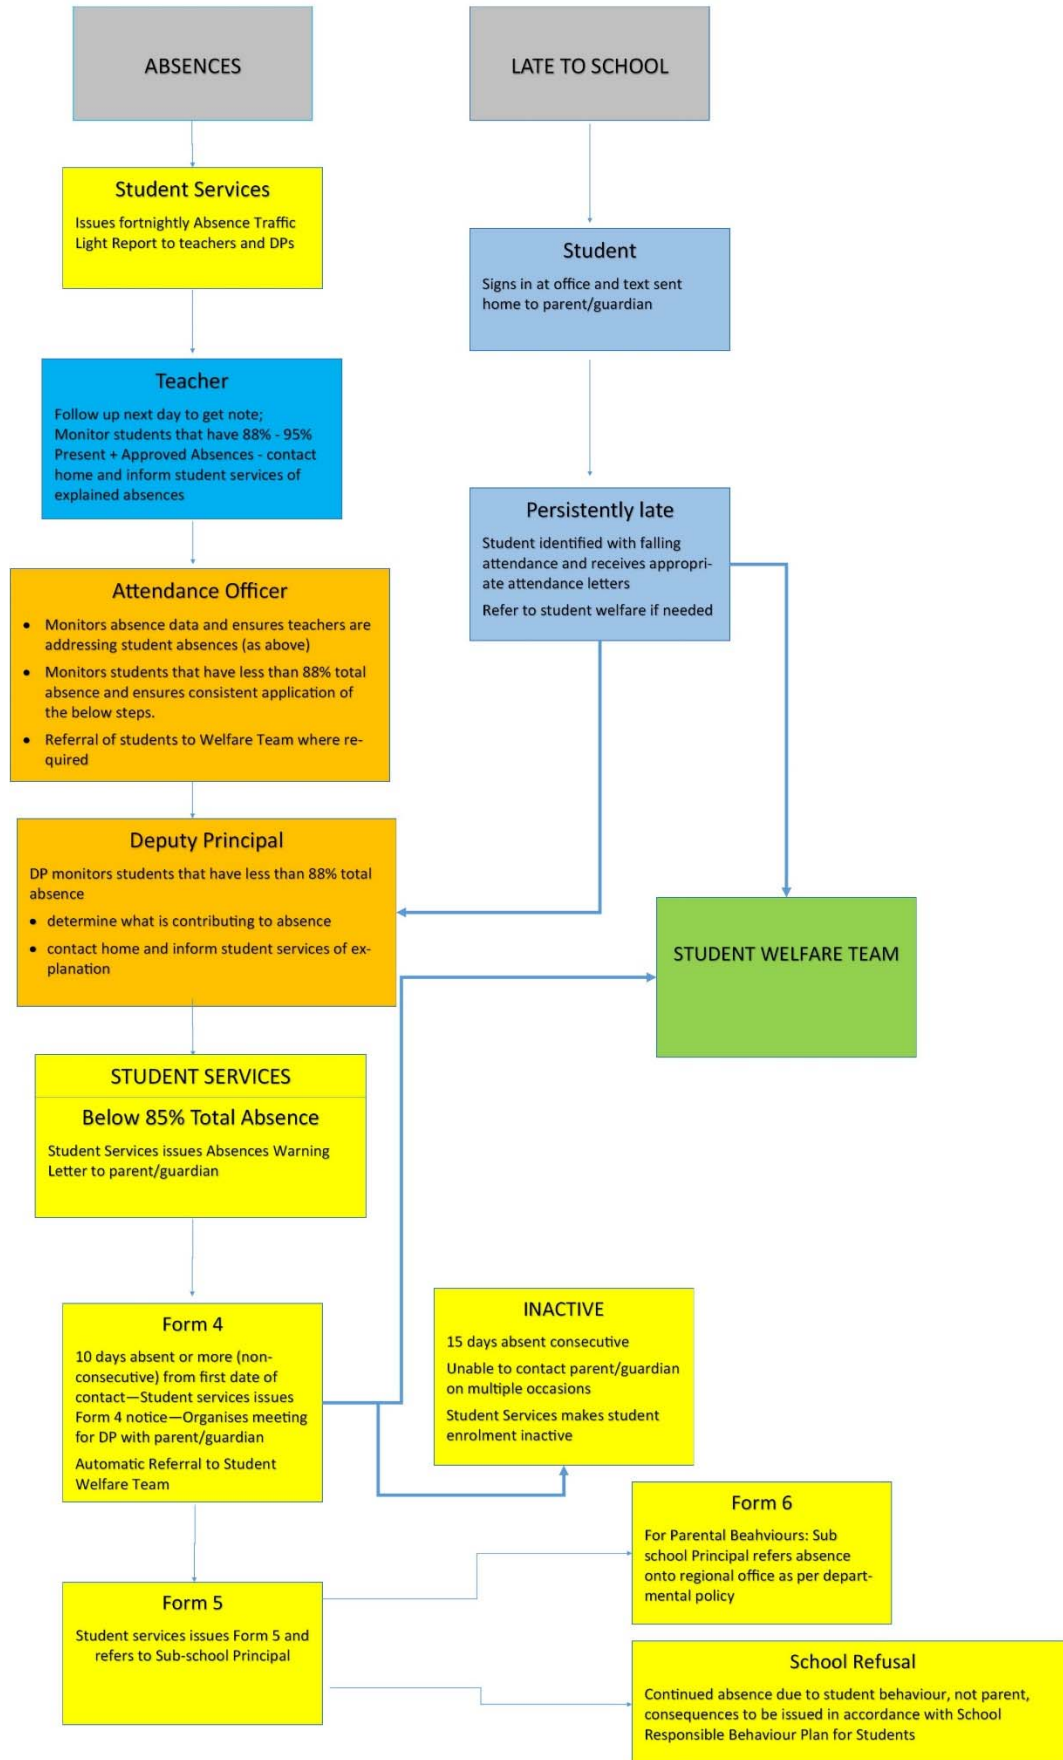 ABSENCES
Student Services
Issues fortnightly Absence Traffic
Light Report to teachers and DPs
Teacher
Follow up next day to get note;
Monitor students that have 88% - 95%
Present + Approved Absences - contact
home and inform student services of
explained absences
Attendance Officer
• Monitors absence data and ensures teachers are
addressing student absences (as above)
• Monitors students that have less than 88% total
absence and ensures consistent application of
the below steps.
• Referral of students to Welfare Team where re-
quired
Deputy Principal
DP monitors students that have less than 88% total
absence
• determine what is contributing to absence
• contact home and inform student services of ex-
planation
STUDENT SERVICES
Below 85% Total Absence
Student Services issues Absences Warning
Letter to parent/guardian
Form 4
10 days absent or more (non-
consecutive) from first date of
contact—Student services issues
Form 4 notice—Organises meeting
for DP with parent/guardian
Automatic Referral to Student
Welfare Team
Form 5
Student services issues Form 5 and
refers to Sub-school Principal
LATE TO SCHOOL
Student
Signs in at office and text sent
home to parent/guardian
Persistently late
Student identified with falling
attendance and receives appropri-
ate attendance letters
Refer to student welfare if needed
STUDENT WELFARE TEAM
INACTIVE
15 days absent consecutive
Unable to contact parent/guardian
on multiple occasions
Student Services makes student
enrolment inactive
Form 6
For Parental Beahviours: Sub
school Principal refers absence
onto regional office as per depart-
mental policy
School Refusal
Continued absence due to student behaviour, not parent,
consequences to be issued in accordance with School
Responsible Behaviour Plan for Students